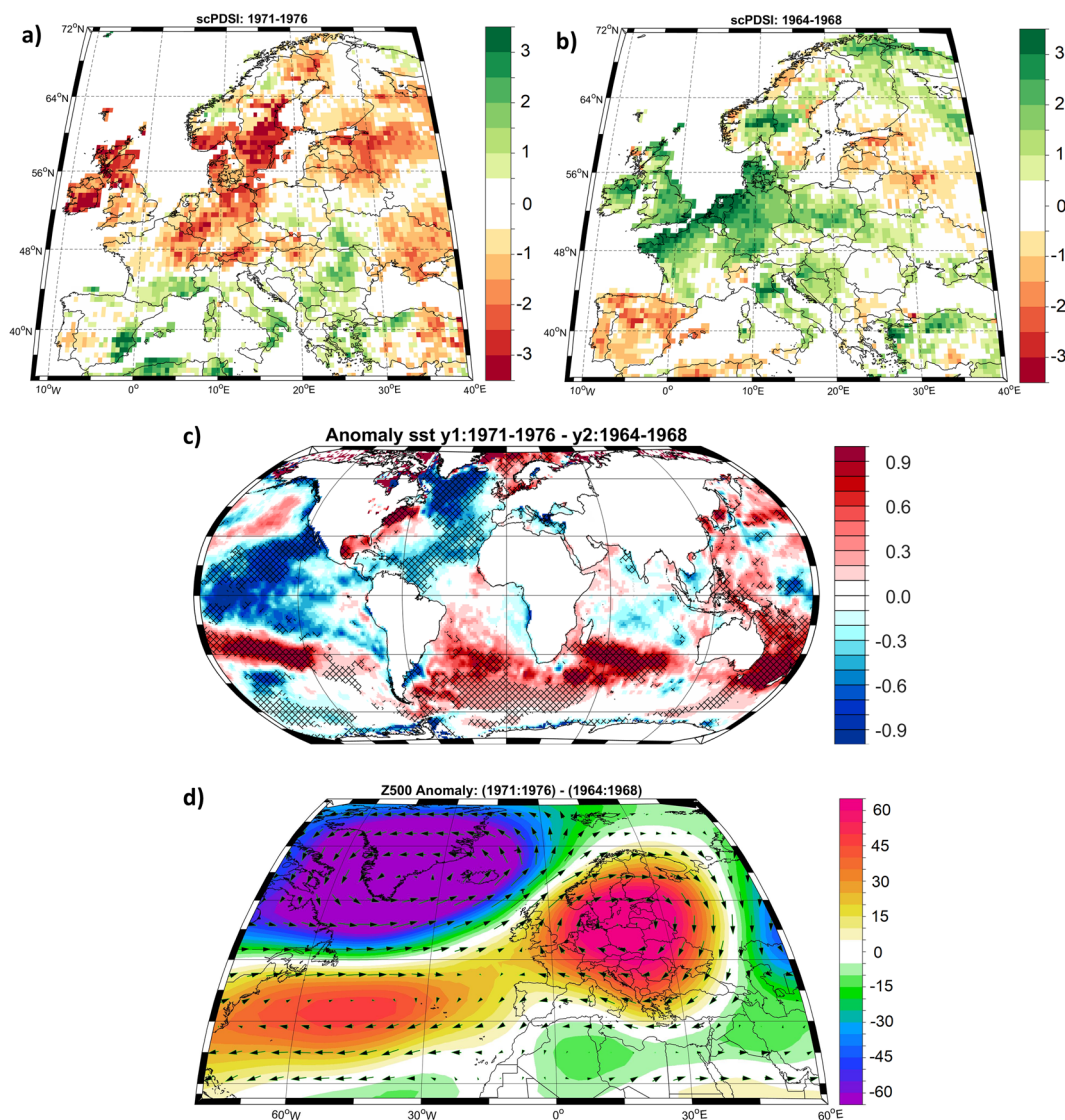 a)
scPDSI: 1971-1976
72°N
64°N
56°N
48°N
40°N
10°W
0°
10°E
20°E
30°E
40°E
3
2
1
0
-1
-2
-3
b)
scPDSI: 1964-1968
72°N
64°N
56°N
48°N
40°N
10°W
0°
10°E
20°E
30°E
40°E
3
2
1
0
-1
-2
-3
c)
Anomaly sst y1:1971-1976 - y2:1964-1968
0.9
0.6
0.3
0.0
-0.3
-0.6
-0.9
d)
Z500 Anomaly: (1971:1976) - (1964:1968)
60°W
30°W
0°
30°E
60°E
60
45
30
15
0
-15
-30
-45
-60